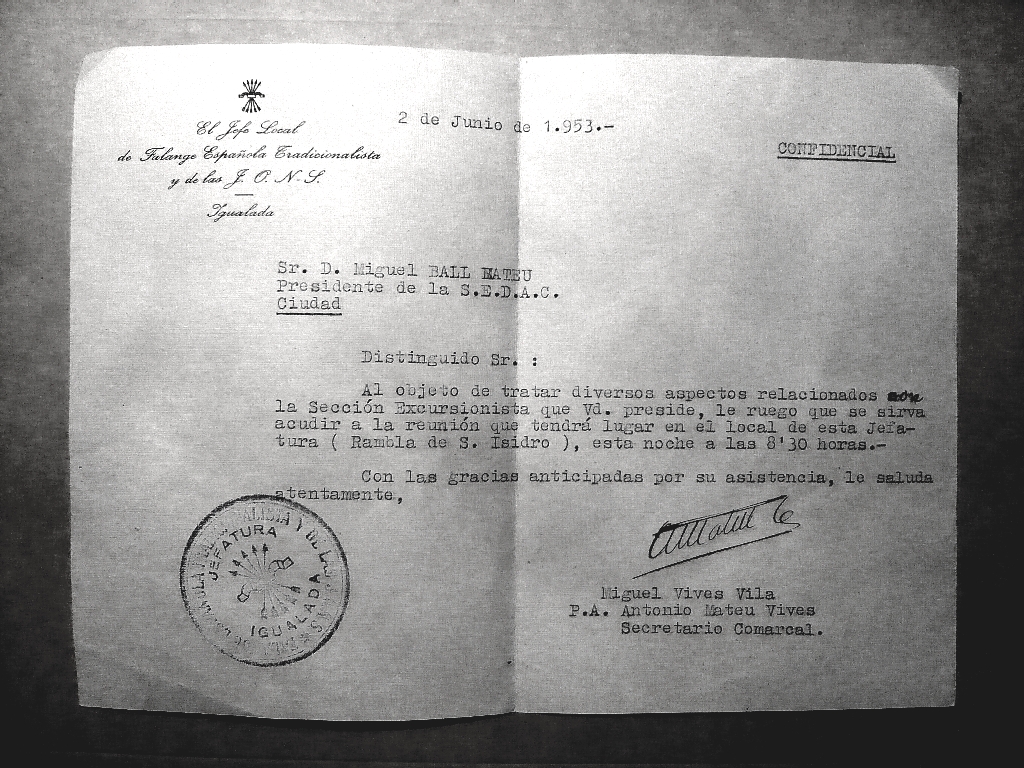 El Jefe Local
de Falange Española Tradicionalista
y de las J. O. N-S.
Igualada
2 de Junio de 1.953.-
CONFIDENCIAL
Sr. D. Miguel BALL MATEU
Presidente de la S.E.D.A.C.
Ciudad
Distinguido Sr. :
Al objeto de tratar diversos aspectos relacionados con
la Sección Excursionista que Vd. preside, le ruego que se sirva
acudir a la reunión que tendrá lugar en el local de esta Jefa-
tura ( Rambla de S. Isidro ), esta noche a las 8'30 horas.-
Con las gracias anticipadas por su asistencia, le saluda
atentamente,
JEFATURA
IGUALADA
Miguel Vives Vila
P.A. Antonio Mateu Vives
Secretario Comarcal.